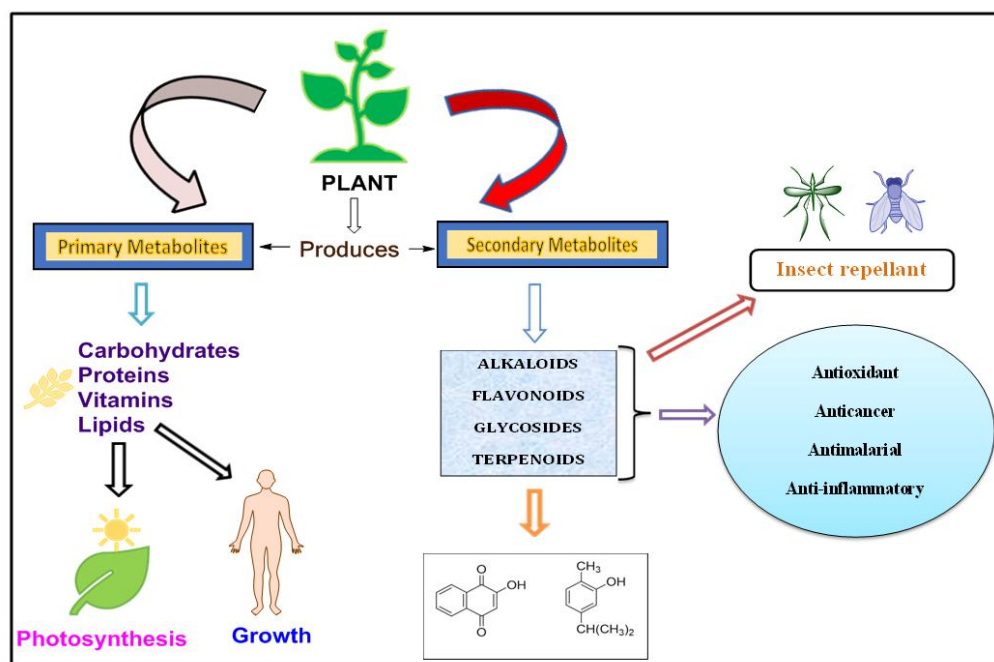 PLANT
Primary Metabolites
Produces
Secondary Metabolites
Insect repellant
Carbohydrates
Proteins
Vitamins
Lipids
ALKALOIDS
FLAVONOIDS
GLYCOSIDES
TERPENOIDS
Antioxidant
Anticancer
Antimalarial
Anti-inflammatory
Photosynthesis
Growth
O
OH
O
CH₃
OH
CH(CH₃)₂